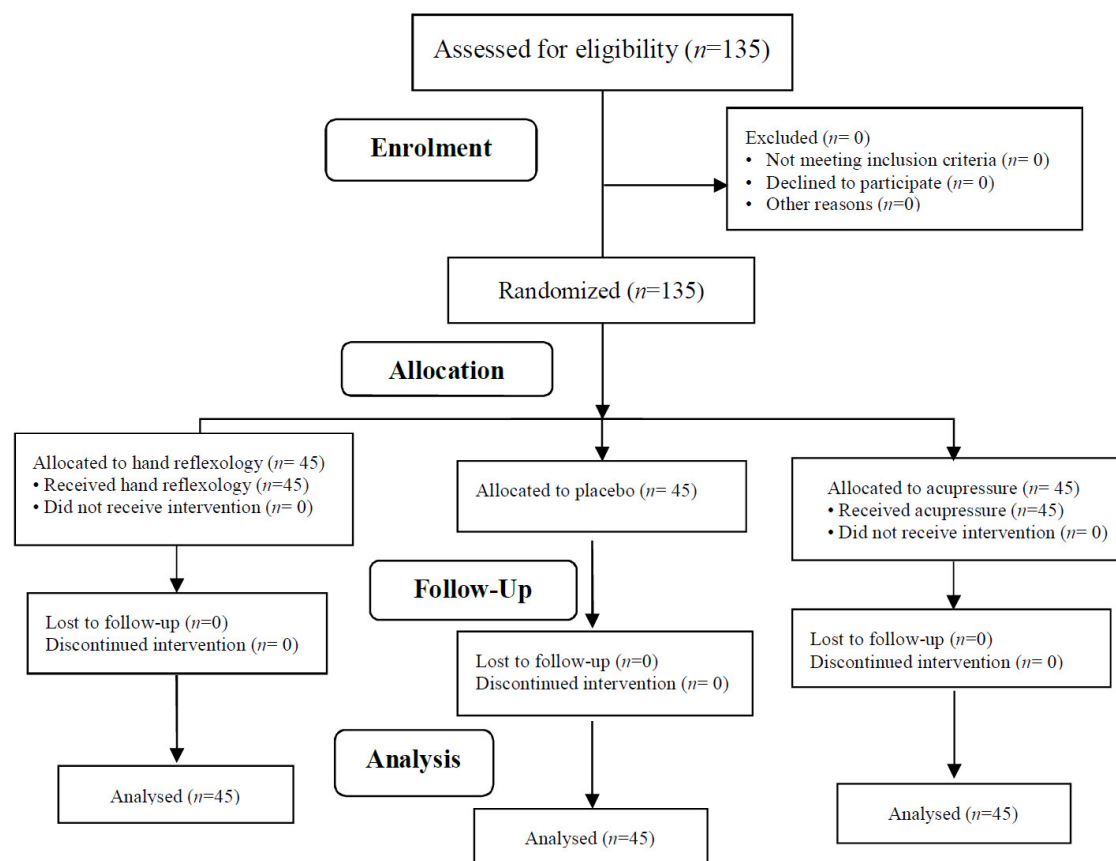 Assessed for eligibility (n=135)
Enrolment
Excluded (n= 0)
• Not meeting inclusion criteria (n= 0)
• Declined to participate (n= 0)
• Other reasons (n=0)
Randomized (n=135)
Allocation
Allocated to hand reflexology (n= 45)
• Received hand reflexology (n=45)
• Did not receive intervention (n= 0)
Allocated to placebo (n= 45)
Allocated to acupressure (n= 45)
• Received acupressure (n=45)
• Did not receive intervention (n= 0)
Follow-Up
Lost to follow-up (n=0)
Discontinued intervention (n= 0)
Lost to follow-up (n=0)
Discontinued intervention (n= 0)
Lost to follow-up (n=0)
Discontinued intervention (n= 0)
Analysis
Analysed (n=45)
Analysed (n=45)
Analysed (n=45)